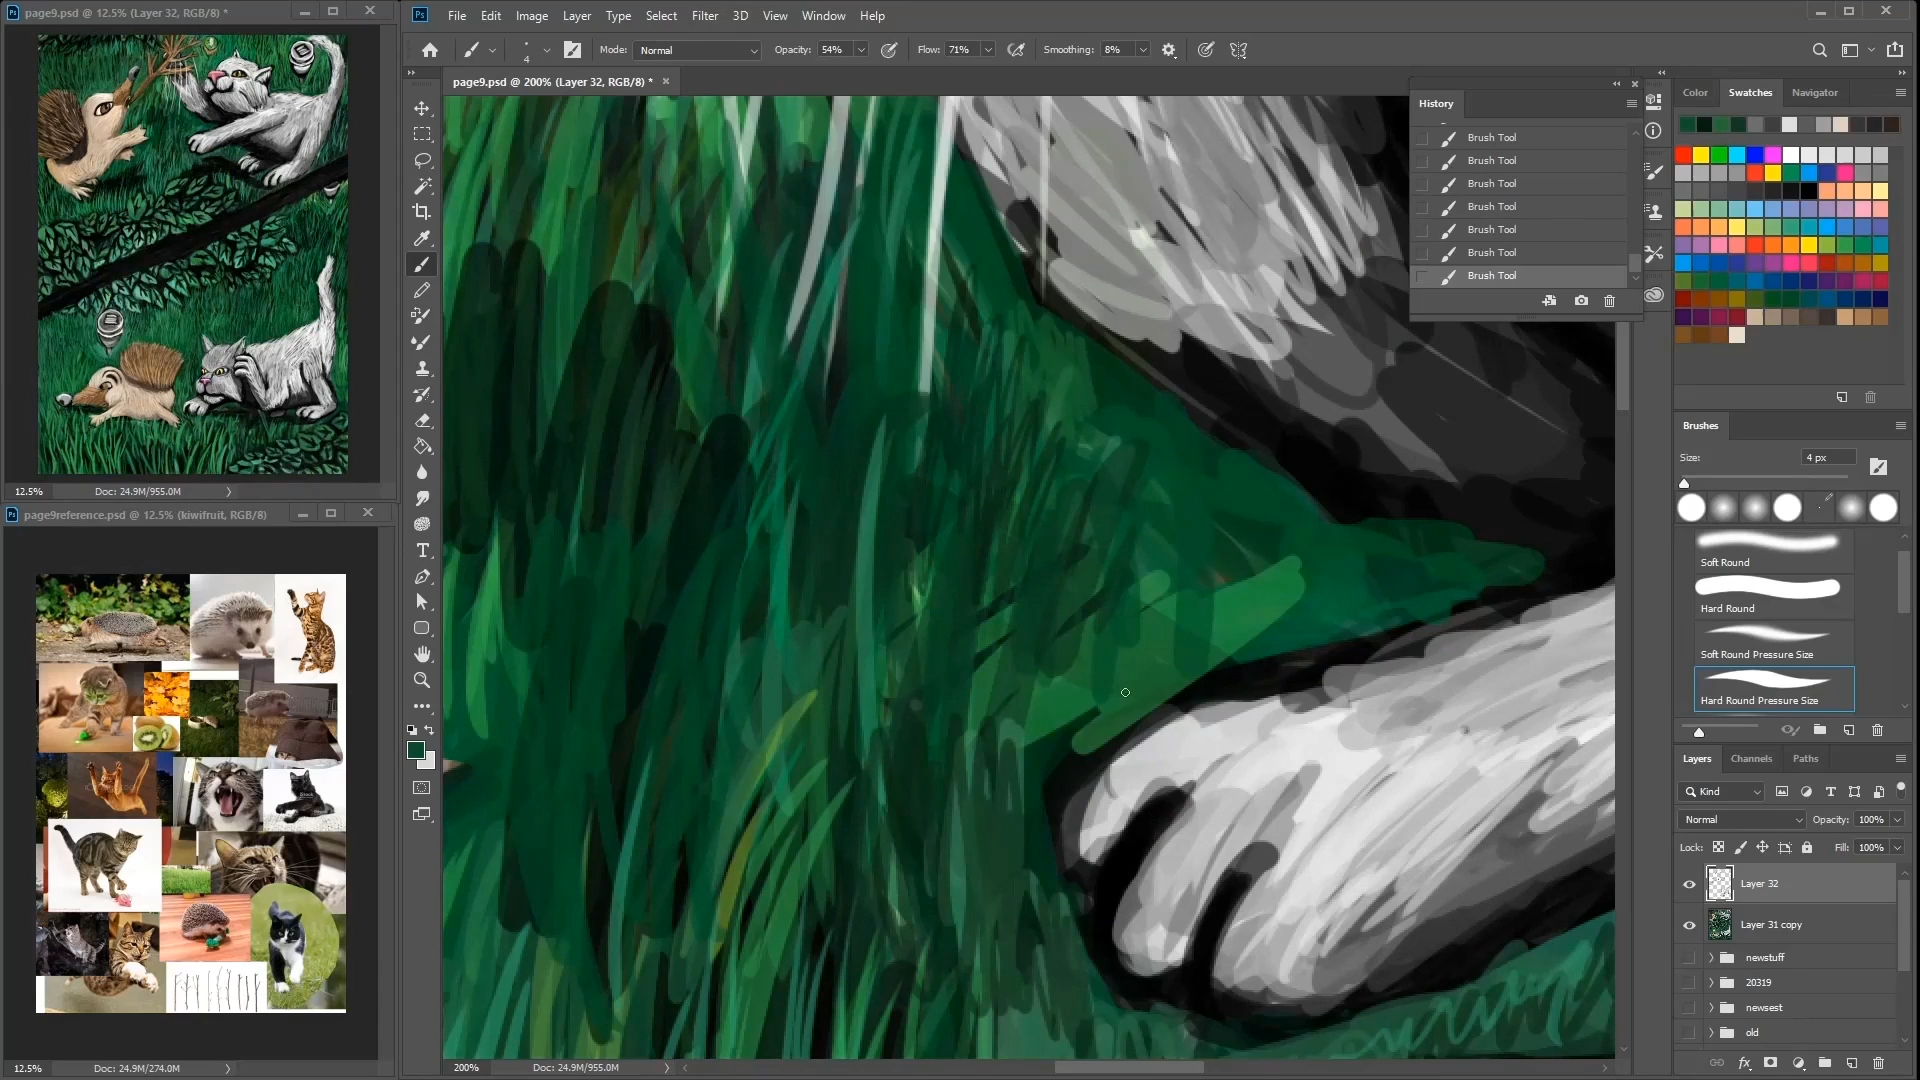 page9.psd @ 12.5% (Layer 32, RGB/8) *
12.5% Doc: 24.9M/955.0M
page9reference.psd @ 12.5% (kiwifruit, RGB/8)
12.5% Doc: 24.9M/274.0M
Ps File Edit Image Layer Type Select Filter 3D View Window Help
4 Mode: Normal Opacity: 54% Flow: 71% Smoothing: 8%
page9.psd @ 200% (Layer 32, RGB/8) *
History
Brush Tool
Brush Tool
Brush Tool
Brush Tool
Brush Tool
Brush Tool
Brush Tool
200% Doc: 24.9M/955.0M
Color Swatches Navigator
Brushes
Size: 4 px
Soft Round
Hard Round
Soft Round Pressure Size
Hard Round Pressure Size
Layers Channels Paths
Kind
Normal Opacity: 100%
Lock: Fill: 100%
Layer 32
Layer 31 copy
newstuff
20319
newsest
old